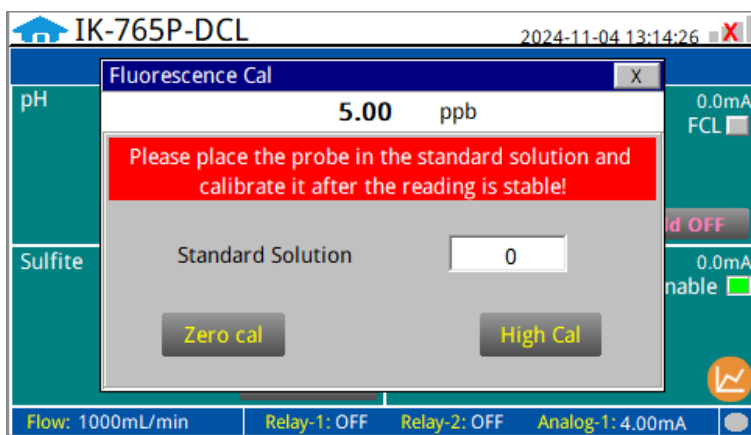 IK-765P-DCL
2024-11-04 13:14:26 X
Fluorescence Cal X
5.00 ppb
pH
0.0mA
FCL
Please place the probe in the standard solution and
calibrate it after the reading is stable!
OFF
Sulfite
Standard Solution 0
0.0mA
Zero cal High Cal
Flow: 1000mL/min Relay-1: OFF Relay-2: OFF Analog-1: 4.00mA